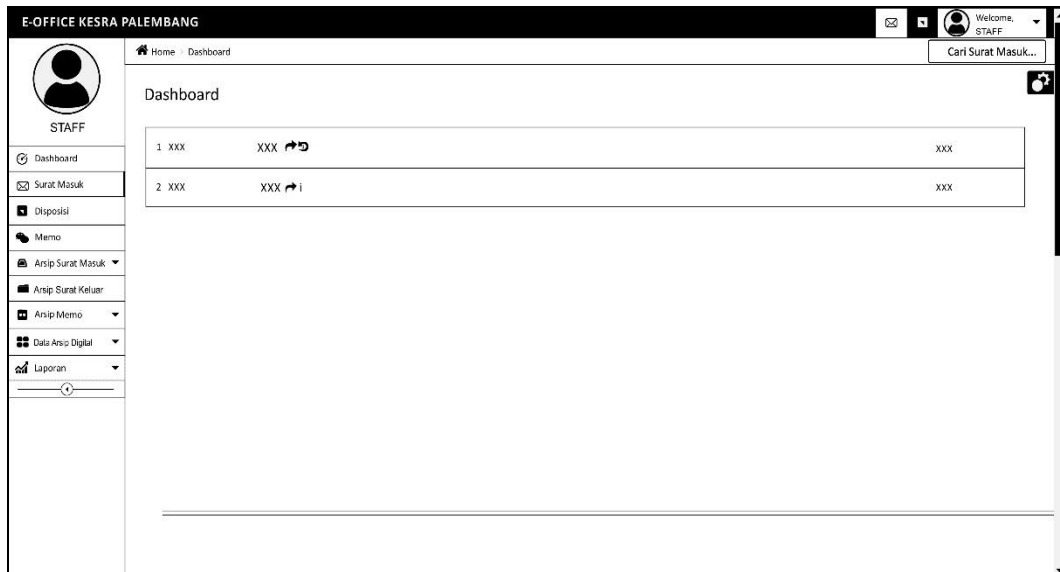 E-OFFICE KESRA PALEMBANG
Welcome,
STAFF
Home Dashboard
Cari Surat Masuk...
STAFF
Dashboard
1 XXX XXX XXX
2 XXX XXX i XXX
Dashboard
Surat Masuk
Disposisi
Memo
Arsip Surat Masuk
Arsip Surat Keluar
Arsip Memo
Data Arsip Digital
Laporan